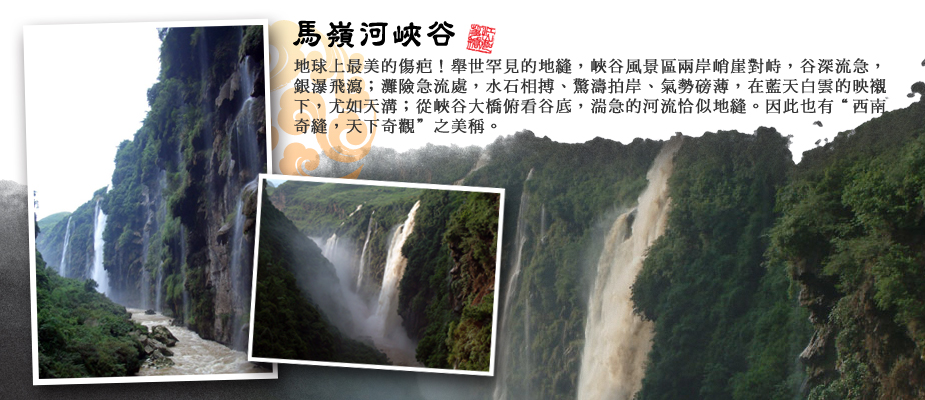 馬嶺河峽谷
地球上最美的傷疤！舉世罕見的地縫，峽谷風景區兩岸峭崖對峙，谷深流急，
銀瀑飛瀉；灘險急流處，水石相搏、驚濤拍岸、氣勢磅薄，在藍天白雲的映襯
下，尤如天溝；從峽谷大橋俯看谷底，湍急的河流恰似地縫。因此也有“西南
奇縫，天下奇觀”之美稱。